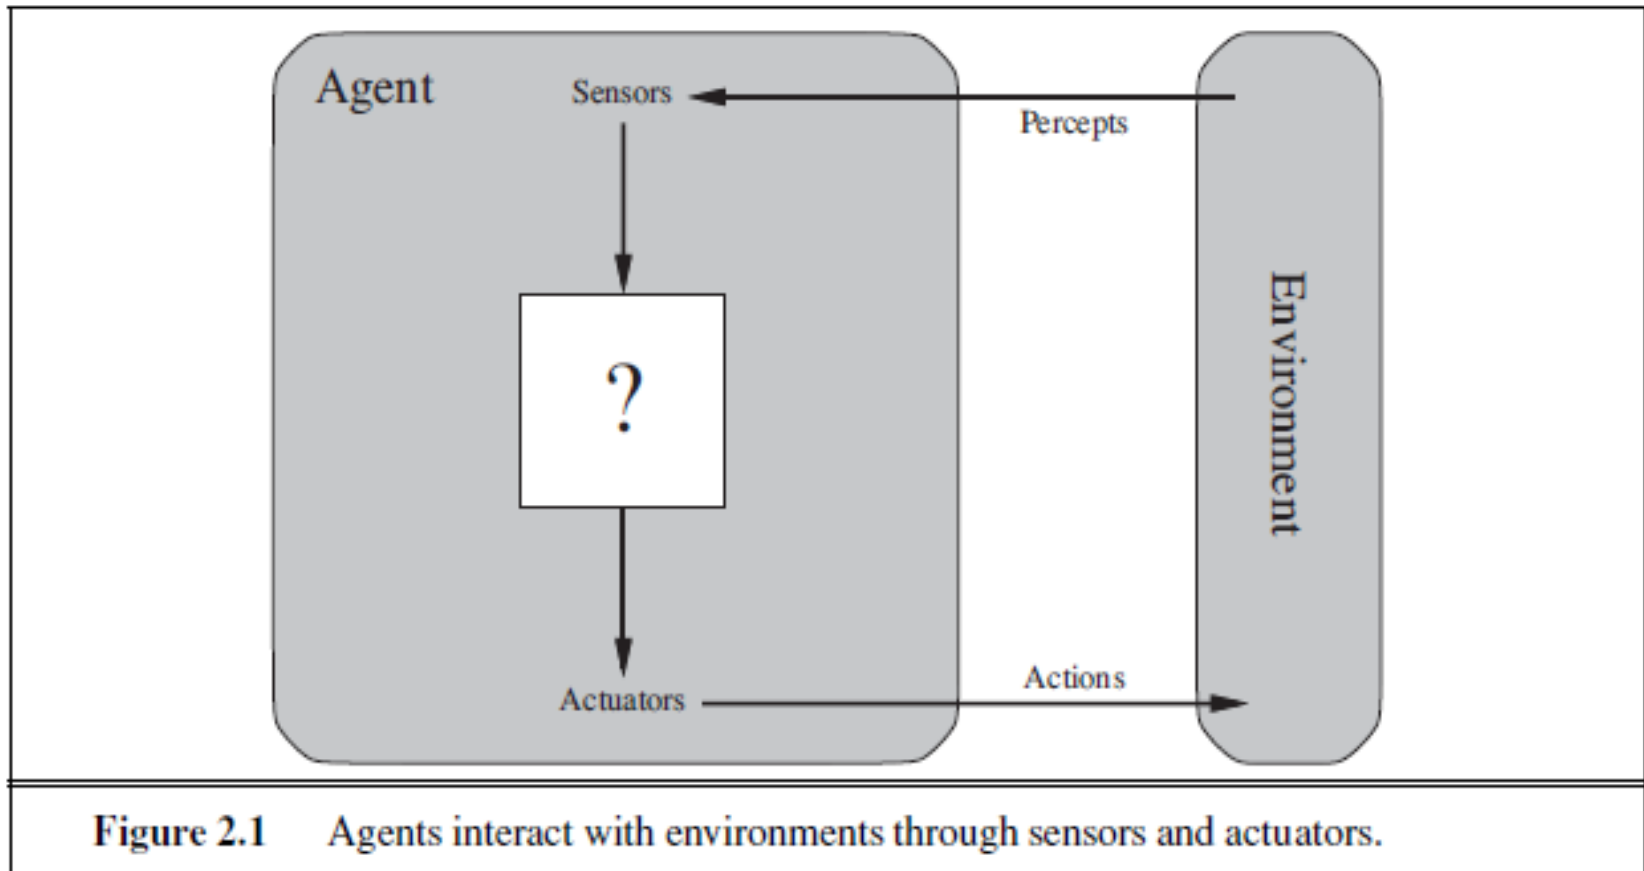 Agent
Sensors
Percepts
?
Environment
Actuators
Actions
Figure 2.1 Agents interact with environments through sensors and actuators.